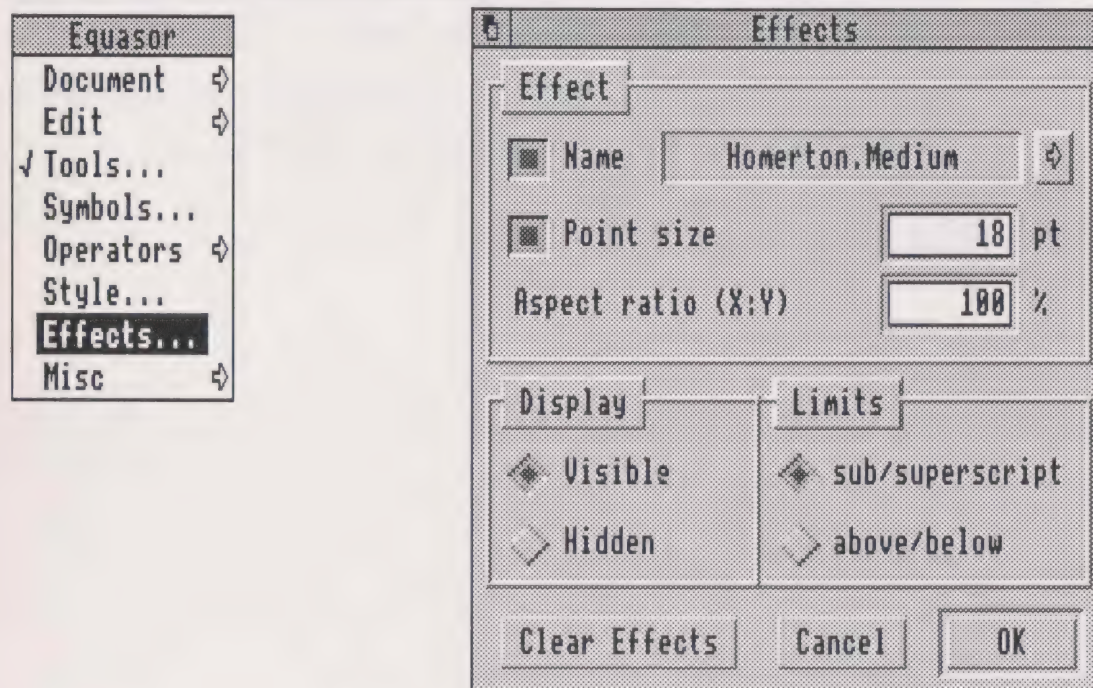 Equasor
Document
Edit
√ Tools...
Symbols...
Operators
Style...
Effects...
Misc
Effects
Effect
Name Homerton.Medium
Point size 18 pt
Aspect ratio (X:Y) 100 %
Display
Visible
Hidden
Limits
sub/superscript
above/below
Clear Effects Cancel OK